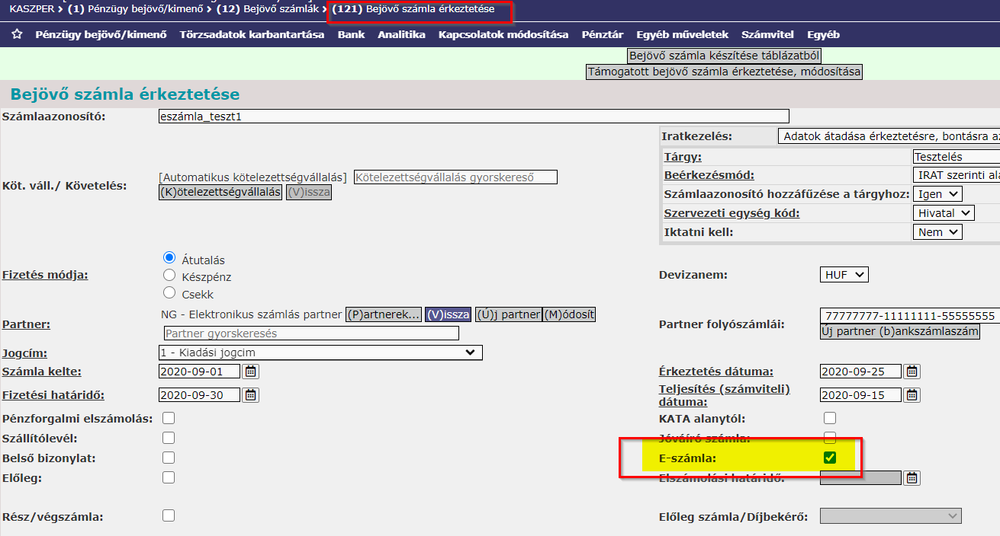 KASZPER > (1) Pénzügy bejövő/kimenő > (12) Bejövő számlák > (121) Bejövő számla érkeztetése
Pénzügy bejövő/kimenő Törzsadatok karbantartása Bank Analitika Kapcsolatok módosítása Pénztár Egyéb műveletek Számvitel Egyéb
Bejövő számla készítése táblázatból
Támogatott bejövő számla érkeztetése, módosítása
Bejövő számla érkeztetése
Számlaazonosító: eszámla_teszt1
Iratkezelés: Adatok átadása érkeztetésre, bontásra az
Tárgy: Tesztelés
Beérkezésmód: IRAT szerinti ala
Számlaazonosító hozzáfűzése a tárgyhoz: Igen
Szervezeti egység kód: Hivatal
Iktatni kell: Nem
Köt. váll./ Követelés: [Automatikus kötelezettségvállalás] Kötelezettségvállalás gyorskereső
(K)ötelezettségvállalás (V)issza
Fizetés módja: Átutalás
Készpénz
Csekk
Devizanem: HUF
Partner: NG - Elektronikus számlás partner (P)artnerek... (V)issza (Ú)j partner (M)ódosít
Partner gyorskeresés
Partner folyószámlái: 77777777-11111111-55555555
Új partner (b)ankszámlaszám
Jogcím: 1 - Kiadási jogcim
Számla kelte: 2020-09-01 Érkeztetés dátuma: 2020-09-25
Fizetési határidő: 2020-09-30 Teljesítés (számviteli) dátuma: 2020-09-15
Pénzforgalmi elszámolás: KATA alanytól:
Szállítólevél: Jóváíró számla:
Belső bizonylat: E-számla:
Előleg: Elszámolási határidő:
Rész/végszámla: Előleg számla/Díjbekérő: